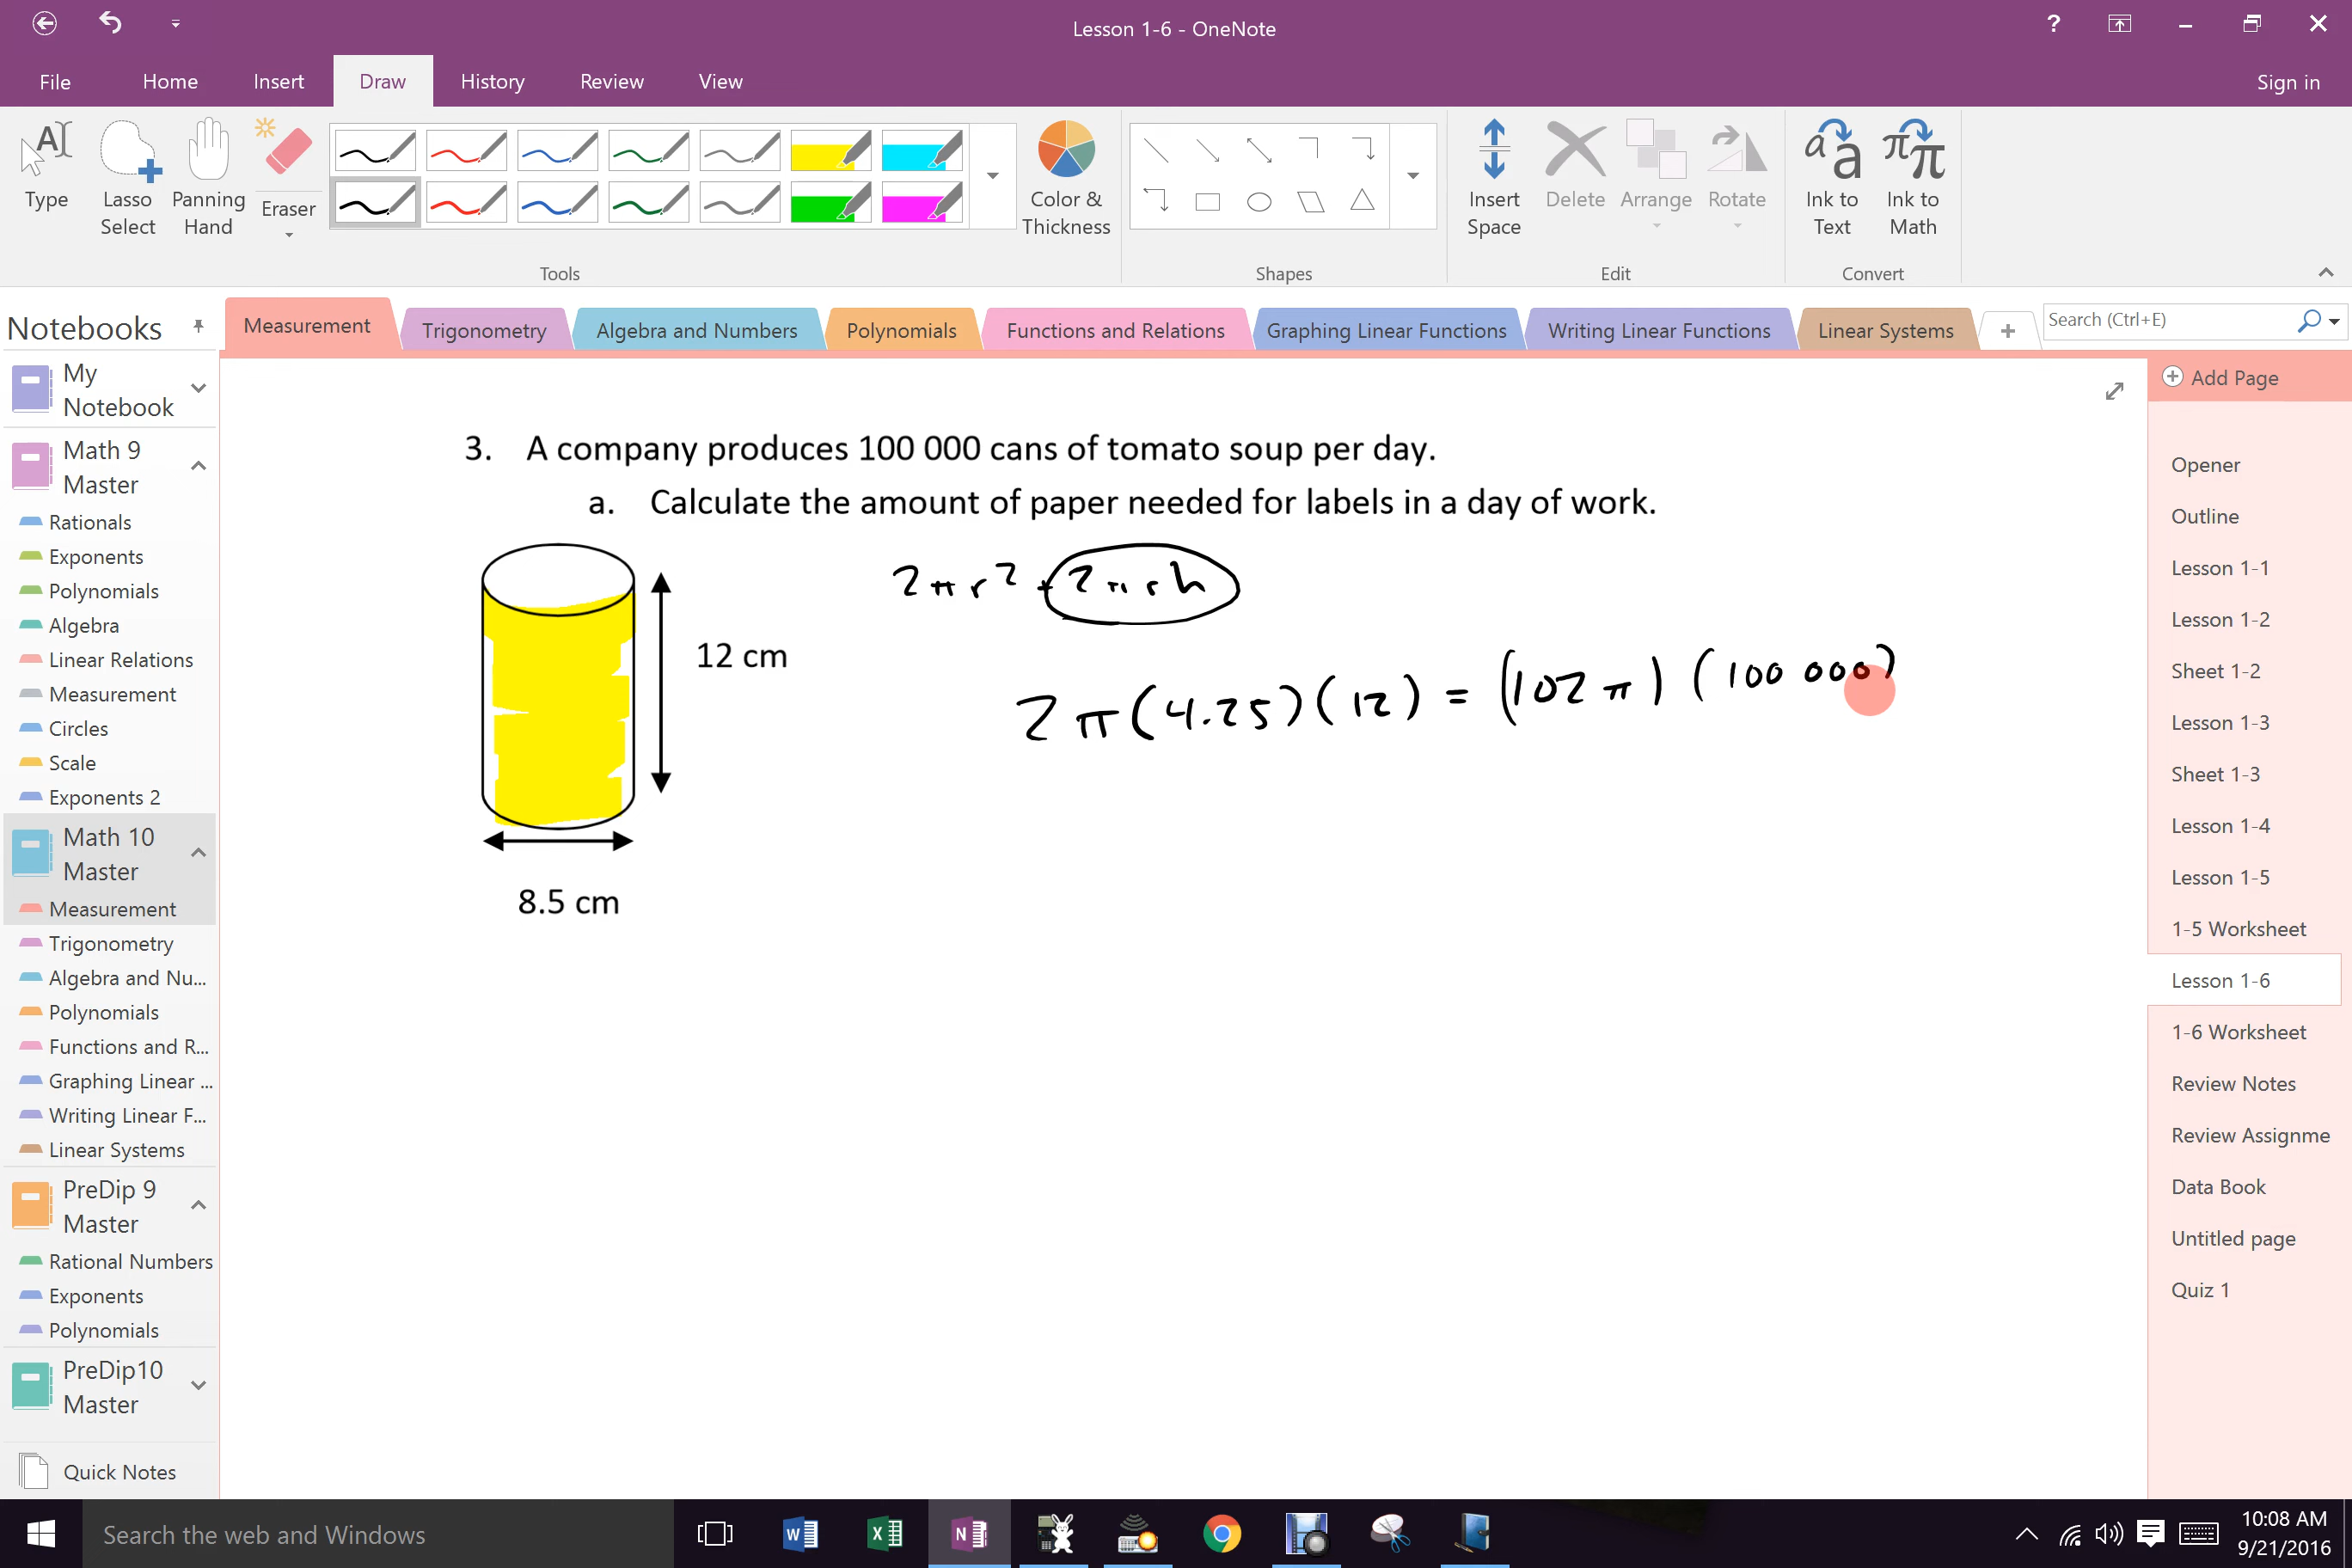 Lesson 1-6 - OneNote
File Home Insert Draw History Review View Sign in
Type
Lasso Select
Panning Hand
Eraser
Color & Thickness
Insert Space
Delete
Arrange
Rotate
Ink to Text
Ink to Math
Tools Shapes Edit Convert
Notebooks
Measurement Trigonometry Algebra and Numbers Polynomials Functions and Relations Graphing Linear Functions Writing Linear Functions Linear Systems
Search (Ctrl+E)
My Notebook
Math 9 Master
Rationals
Exponents
Polynomials
Algebra
Linear Relations
Measurement
Circles
Scale
Exponents 2
Math 10 Master
Measurement
Trigonometry
Algebra and Nu...
Polynomials
Functions and R...
Graphing Linear ...
Writing Linear F...
Linear Systems
PreDip 9 Master
Rational Numbers
Exponents
Polynomials
PreDip10 Master
Quick Notes
3. A company produces 100 000 cans of tomato soup per day.
a. Calculate the amount of paper needed for labels in a day of work.
2πr² + 2πrh
12 cm
2π(4.25)(12) = (102π)(100 000)
8.5 cm
Add Page
Opener
Outline
Lesson 1-1
Lesson 1-2
Sheet 1-2
Lesson 1-3
Sheet 1-3
Lesson 1-4
Lesson 1-5
1-5 Worksheet
Lesson 1-6
1-6 Worksheet
Review Notes
Review Assignme
Data Book
Untitled page
Quiz 1
Search the web and Windows
10:08 AM
9/21/2016